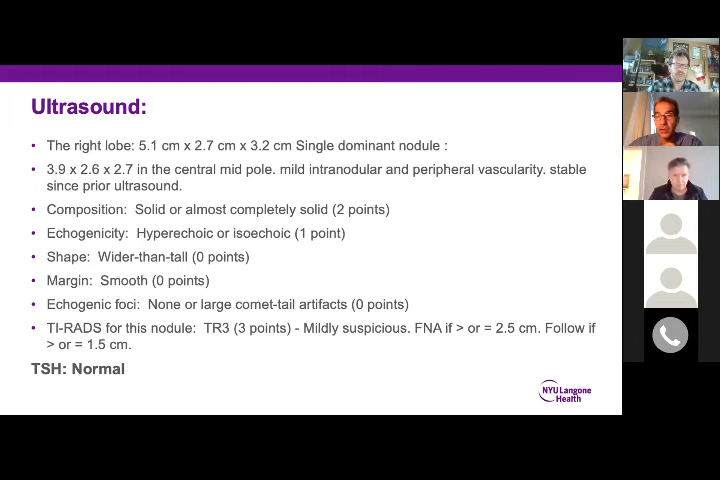 Ultrasound:
• The right lobe: 5.1 cm x 2.7 cm x 3.2 cm Single dominant nodule :
• 3.9 x 2.6 x 2.7 in the central mid pole. mild intranodular and peripheral vascularity. stable
since prior ultrasound.
• Composition: Solid or almost completely solid (2 points)
• Echogenicity: Hyperechoic or isoechoic (1 point)
• Shape: Wider-than-tall (0 points)
• Margin: Smooth (0 points)
• Echogenic foci: None or large comet-tail artifacts (0 points)
• TI-RADS for this nodule: TR3 (3 points) - Mildly suspicious. FNA if > or = 2.5 cm. Follow if
> or = 1.5 cm.
TSH: Normal
NYU Langone
Health